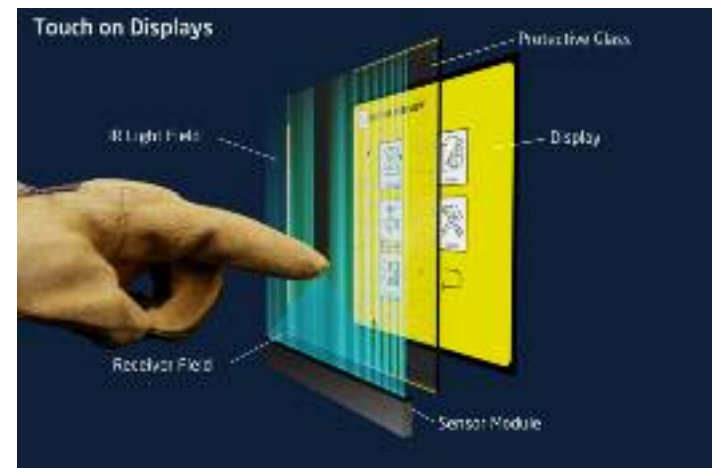 Touch on Displays
Protective Glass
IR Light Field
Display
Receiver Field
Sensor Module